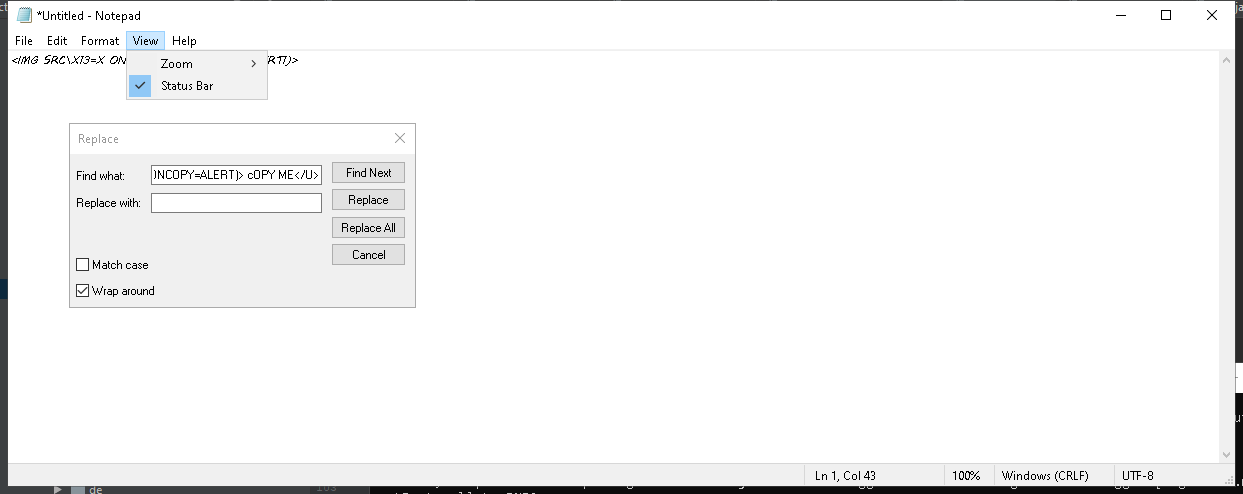 *Untitled - Notepad
File Edit Format View Help
<IMG SRC\X13=X ON
Zoom
Status Bar
Replace
Find what: )NCOPY=ALERT)> cOPY ME</U>
Find Next
Replace with:
Replace
Replace All
Cancel
Match case
Wrap around
Ln 1, Col 43 100% Windows (CRLF) UTF-8
de
103